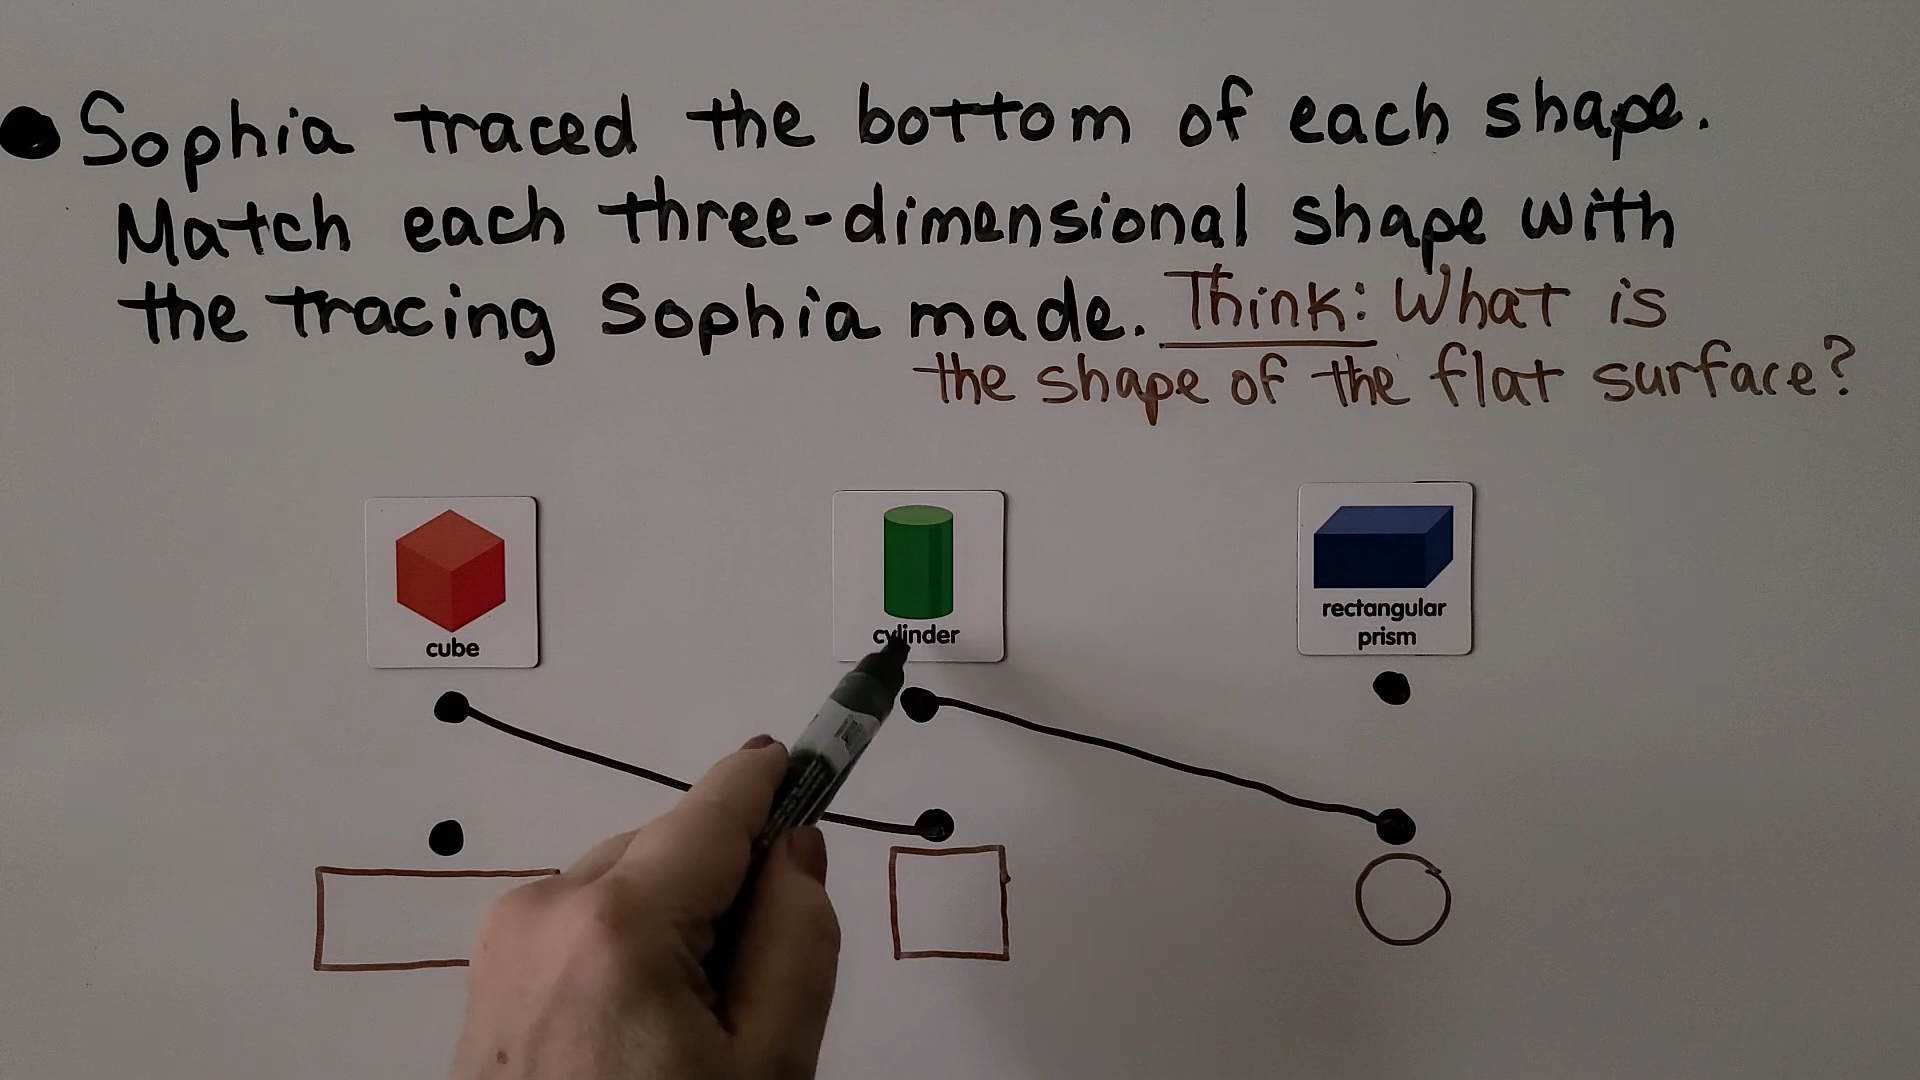 Sophia traced the bottom of each shape.
Match each three-dimensional shape with
the tracing Sophia made. Think: What is
the shape of the flat surface?
cube
cylinder
rectangular
prism